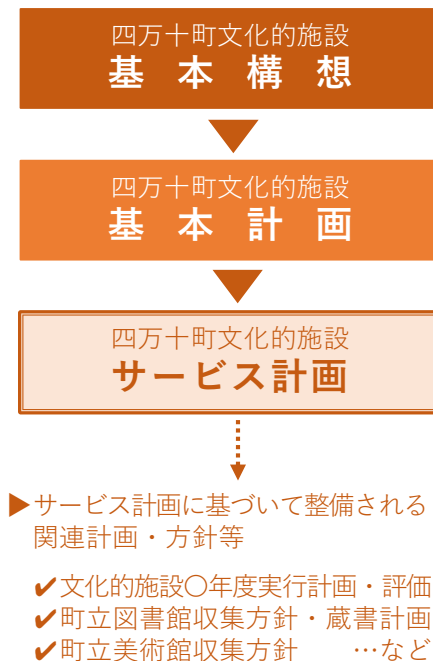 四万十町文化的施設
基本構想
四万十町文化的施設
基本計画
四万十町文化的施設
サービス計画
▶サービス計画に基づいて整備される
関連計画・方針等
✔文化的施設〇年度実行計画・評価
✔町立図書館収集方針・蔵書計画
✔町立美術館収集方針　…など